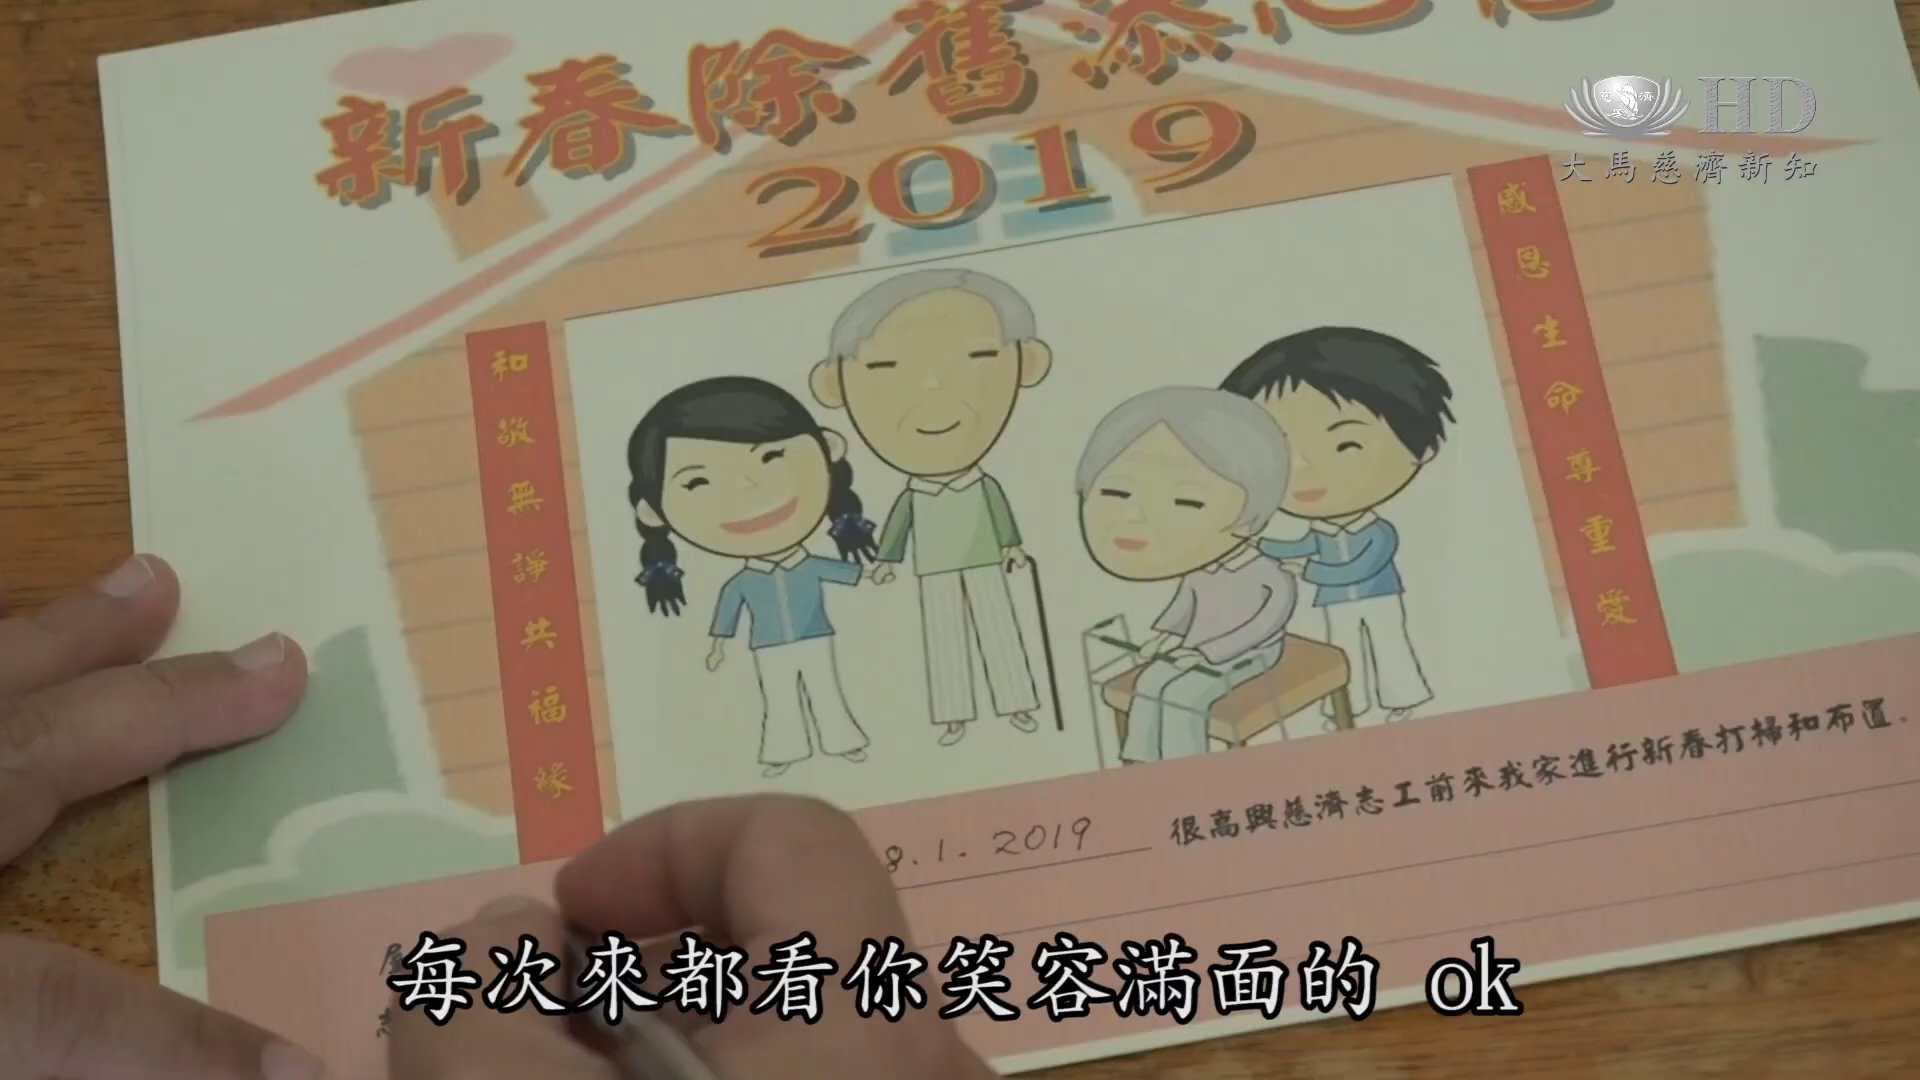 新春除舊添
2019
HD
大馬慈濟新知
和敬無諍共福緣
感恩生命尊重愛
8.1.2019 很高興慈濟志工前來我家進行新春打掃和布置.
每次來都看你笑容滿面的 ok